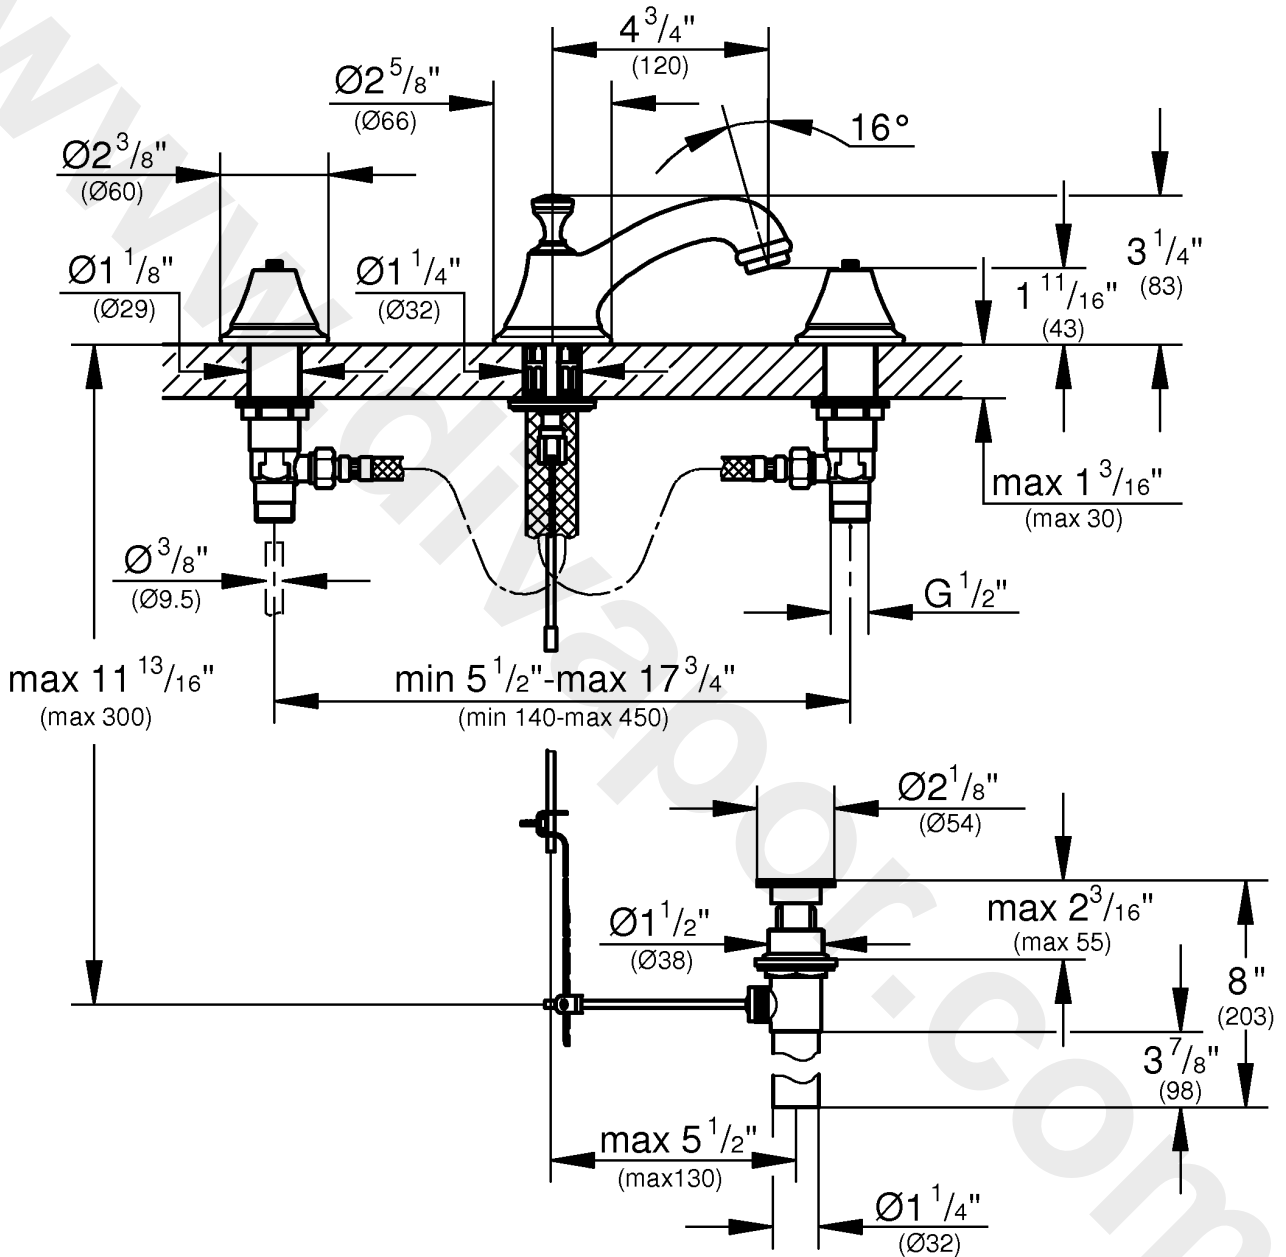 4 3/4"
(120)
Ø2 5/8"
(Ø66)
16°
Ø2 3/8"
(Ø60)
3 1/4"
(83)
Ø1 1/8"
(Ø29)
Ø1 1/4"
(Ø32)
1 11/16"
(43)
max 1 3/16"
(max 30)
Ø 3/8"
(Ø9.5)
G 1/2"
max 11 13/16"
(max 300)
min 5 1/2"-max 17 3/4"
(min 140-max 450)
Ø2 1/8"
(Ø54)
max 2 3/16"
(max 55)
Ø1 1/2"
(Ø38)
8"
(203)
3 7/8"
(98)
max 5 1/2"
(max130)
Ø1 1/4"
(Ø32)
www.divapor.com